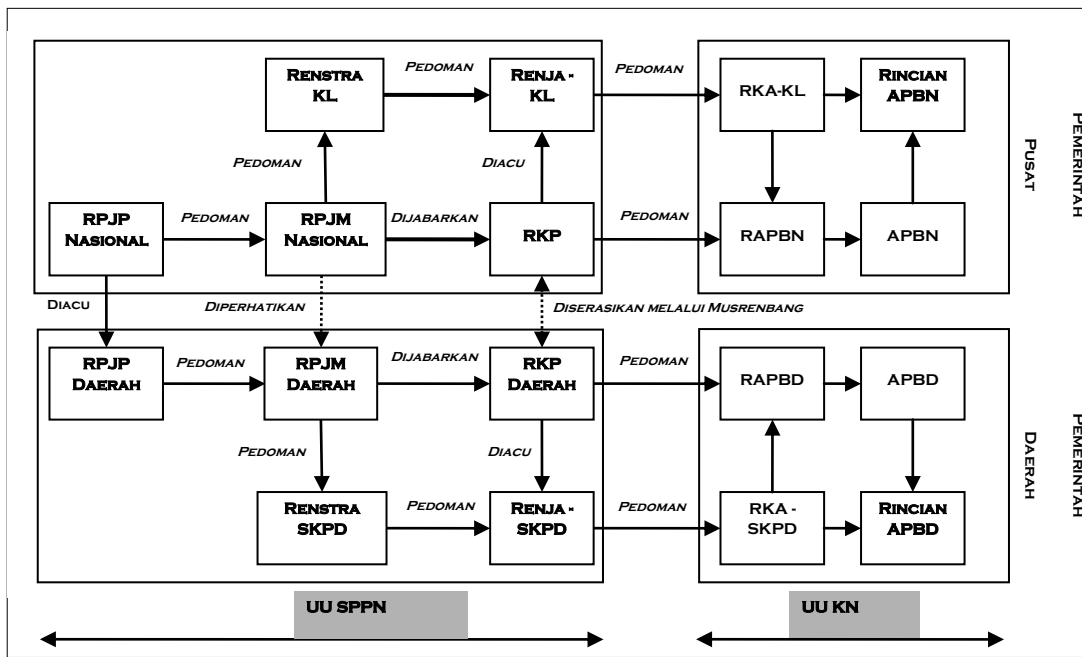 PEDOMAN
PEDOMAN
RENSTRA
KL
RENJA -
KL
RKA-KL
RINCIAN
APBN
PEDOMAN
DIACU
RPJP
NASIONAL
PEDOMAN
RPJM
NASIONAL
DIJABARKAN
RKP
PEDOMAN
RAPBN
APBN
PUSAT
PEMERINTAH
DIACU
DIPERHATIKAN
DISERASIKAN MELALUI MUSRENBANG
RPJP
DAERAH
PEDOMAN
RPJM
DAERAH
DIJABARKAN
RKP
DAERAH
PEDOMAN
RAPBD
APBD
PEDOMAN
DIACU
RENSTRA
SKPD
PEDOMAN
RENJA -
SKPD
PEDOMAN
RKA -
SKPD
RINCIAN
APBD
DAERAH
PEMERINTAH
UU SPPN
UU KN